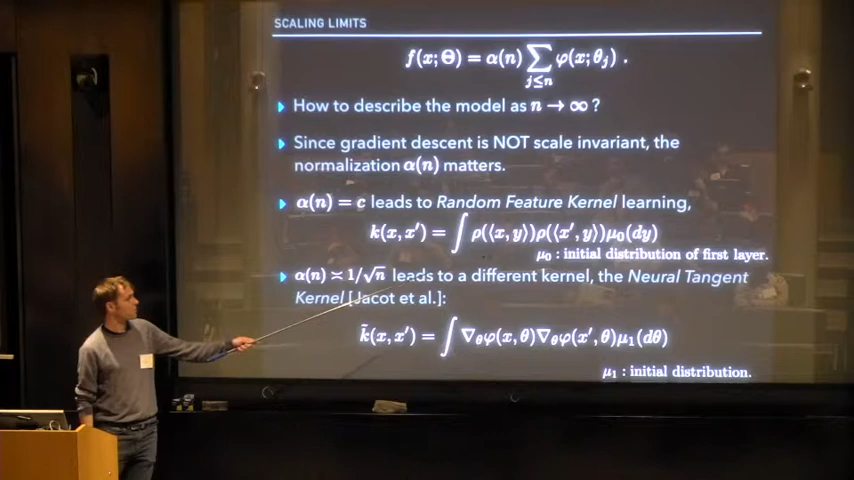 SCALING LIMITS
f(x; Θ) = α(n) ∑_{j≤n} φ(x; θ_j) .
How to describe the model as n → ∞ ?
Since gradient descent is NOT scale invariant, the
normalization α(n) matters.
α(n) = c leads to Random Feature Kernel learning,
k(x, x′) = ∫ ρ(⟨x, y⟩)ρ(⟨x′, y⟩)μ₀(dy)
μ₀ : initial distribution of first layer.
α(n) ≍ 1/√n leads to a different kernel, the Neural Tangent
Kernel [Jacot et al.]:
k̃(x, x′) = ∫ ∇_θφ(x, θ)∇_θφ(x′, θ)μ₁(dθ)
μ₁ : initial distribution.